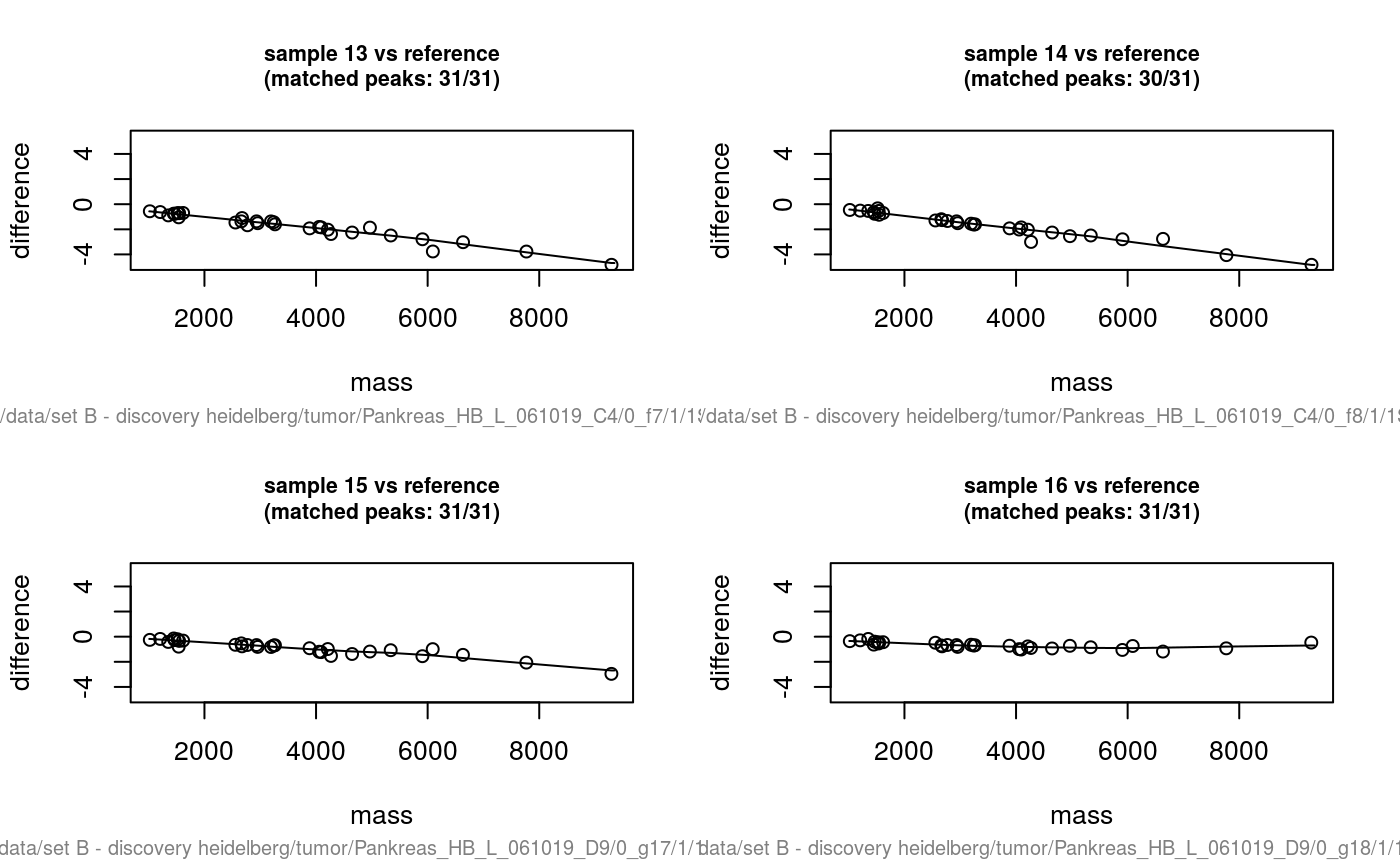 sample 13 vs reference
(matched peaks: 31/31)
4
0
-4
difference
2000 4000 6000 8000
mass
/data/set B - discovery heidelberg/tumor/Pankreas_HB_L_061019_C4/0_f7/1/1
sample 14 vs reference
(matched peaks: 30/31)
4
0
-4
difference
2000 4000 6000 8000
mass
/data/set B - discovery heidelberg/tumor/Pankreas_HB_L_061019_C4/0_f8/1/1
sample 15 vs reference
(matched peaks: 31/31)
4
0
-4
difference
2000 4000 6000 8000
mass
data/set B - discovery heidelberg/tumor/Pankreas_HB_L_061019_D9/0_g17/1/
sample 16 vs reference
(matched peaks: 31/31)
4
0
-4
difference
2000 4000 6000 8000
mass
data/set B - discovery heidelberg/tumor/Pankreas_HB_L_061019_D9/0_g18/1/